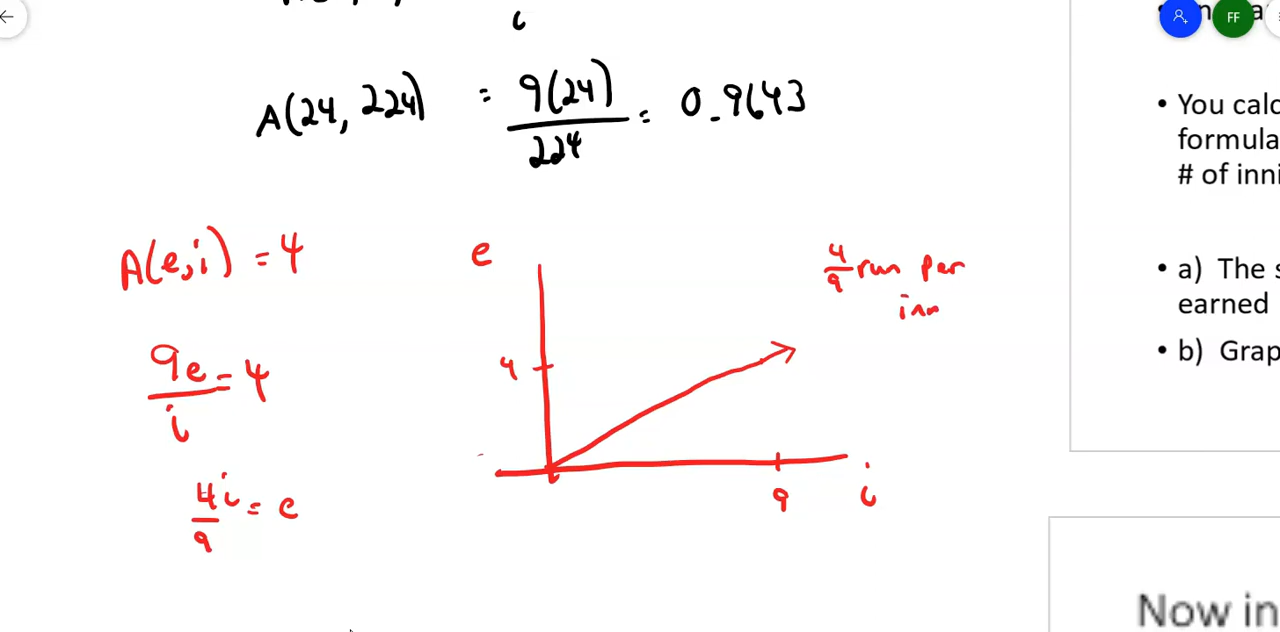 i
A(24, 224) = 9(24)/224 = 0.9643
A(e,i) = 4
9e/i = 4
4i/9 = e
e
4
9
i
4/9 run per
inn
FF
• You calc
formula
# of inni
• a) The s
earned
• b) Grap
Now in